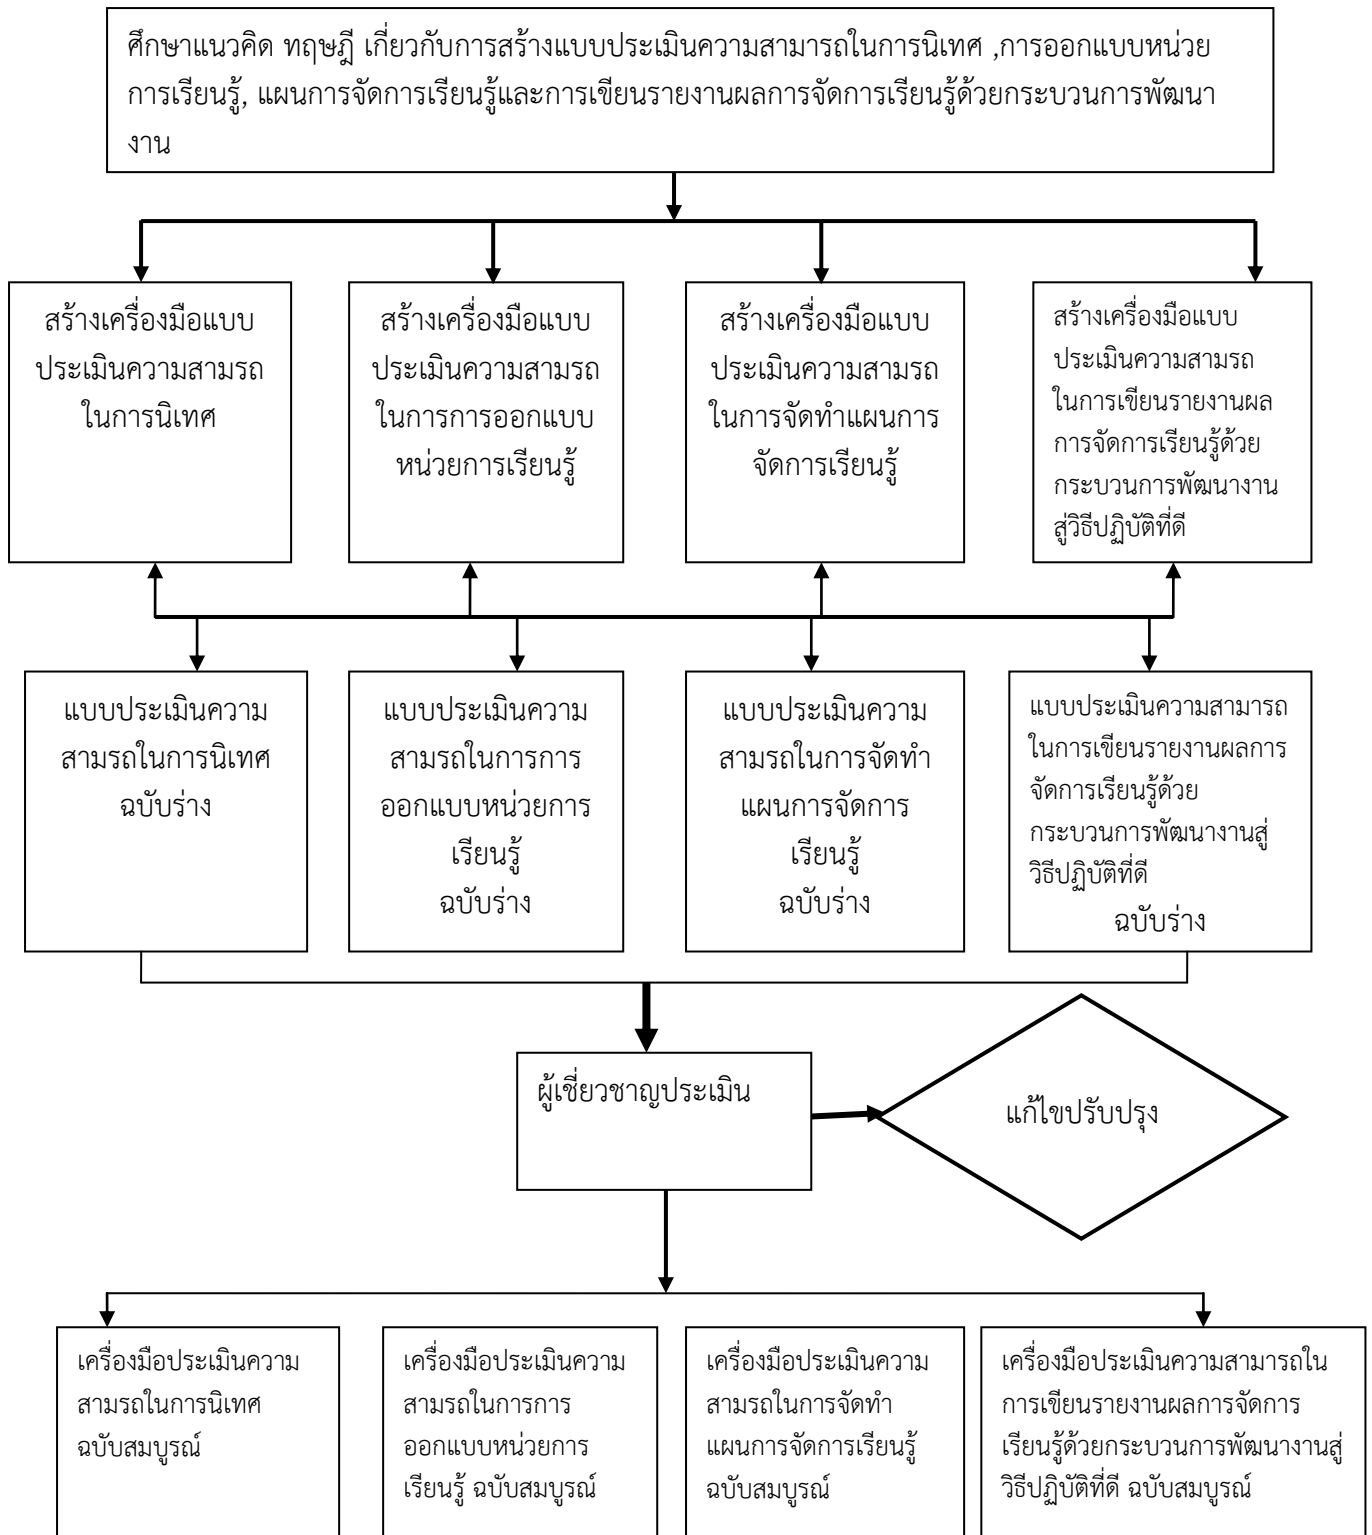 ศึกษาแนวคิด ทฤษฎี เกี่ยวกับการสร้างแบบประเมินความสามารถในการนิเทศ ,การออกแบบหน่วย
การเรียนรู้, แผนการจัดการเรียนรู้และการเขียนรายงานผลการจัดการเรียนรู้ด้วยกระบวนการพัฒนา
งาน
สร้างเครื่องมือแบบ
ประเมินความสามรถ
ในการนิเทศ
สร้างเครื่องมือแบบ
ประเมินความสามรถ
ในการการออกแบบ
หน่วยการเรียนรู้
สร้างเครื่องมือแบบ
ประเมินความสามรถ
ในการจัดทำแผนการ
จัดการเรียนรู้
สร้างเครื่องมือแบบ
ประเมินความสามรถ
ในการเขียนรายงานผล
การจัดการเรียนรู้ด้วย
กระบวนการพัฒนางาน
สู่วิธีปฏิบัติที่ดี
แบบประเมินความ
สามรถในการนิเทศ
ฉบับร่าง
แบบประเมินความ
สามรถในการการ
ออกแบบหน่วยการ
เรียนรู้
ฉบับร่าง
แบบประเมินความ
สามรถในการจัดทำ
แผนการจัดการ
เรียนรู้
ฉบับร่าง
แบบประเมินความสามารถ
ในการเขียนรายงานผลการ
จัดการเรียนรู้ด้วย
กระบวนการพัฒนางานสู่
วิธีปฏิบัติที่ดี
ฉบับร่าง
ผู้เชี่ยวชาญประเมิน
แก้ไขปรับปรุง
เครื่องมือประเมินความ
สามรถในการนิเทศ
ฉบับสมบูรณ์
เครื่องมือประเมินความ
สามรถในการการ
ออกแบบหน่วยการ
เรียนรู้ ฉบับสมบูรณ์
เครื่องมือประเมินความ
สามรถในการจัดทำ
แผนการจัดการเรียนรู้
ฉบับสมบูรณ์
เครื่องมือประเมินความสามารถใน
การเขียนรายงานผลการจัดการ
เรียนรู้ด้วยกระบวนการพัฒนางานสู่
วิธีปฏิบัติที่ดี ฉบับสมบูรณ์